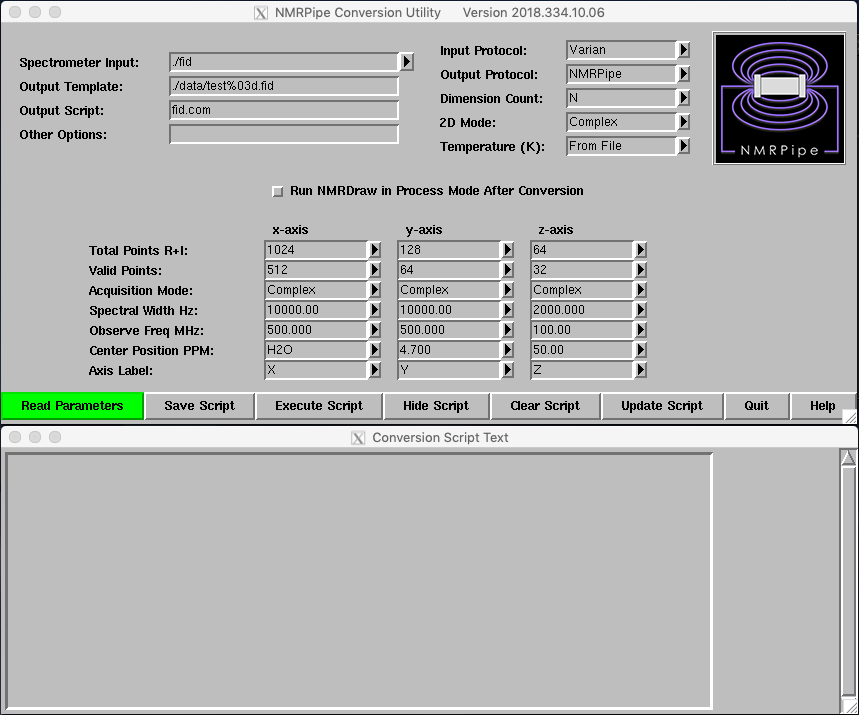 NMRPipe Conversion Utility Version 2018.334.10.06
Spectrometer Input: ./fid
Output Template: ./data/test%03d.fid
Output Script: fid.com
Other Options:
Input Protocol: Varian
Output Protocol: NMRPipe
Dimension Count: N
2D Mode: Complex
Temperature (K): From File
NMRPipe
Run NMRDraw in Process Mode After Conversion
x-axis y-axis z-axis
Total Points R+I: 1024 128 64
Valid Points: 512 64 32
Acquisition Mode: Complex Complex Complex
Spectral Width Hz: 10000.00 10000.00 2000.000
Observe Freq MHz: 500.000 500.000 100.00
Center Position PPM: H2O 4.700 50.00
Axis Label: X Y Z
Read Parameters Save Script Execute Script Hide Script Clear Script Update Script Quit Help
Conversion Script Text